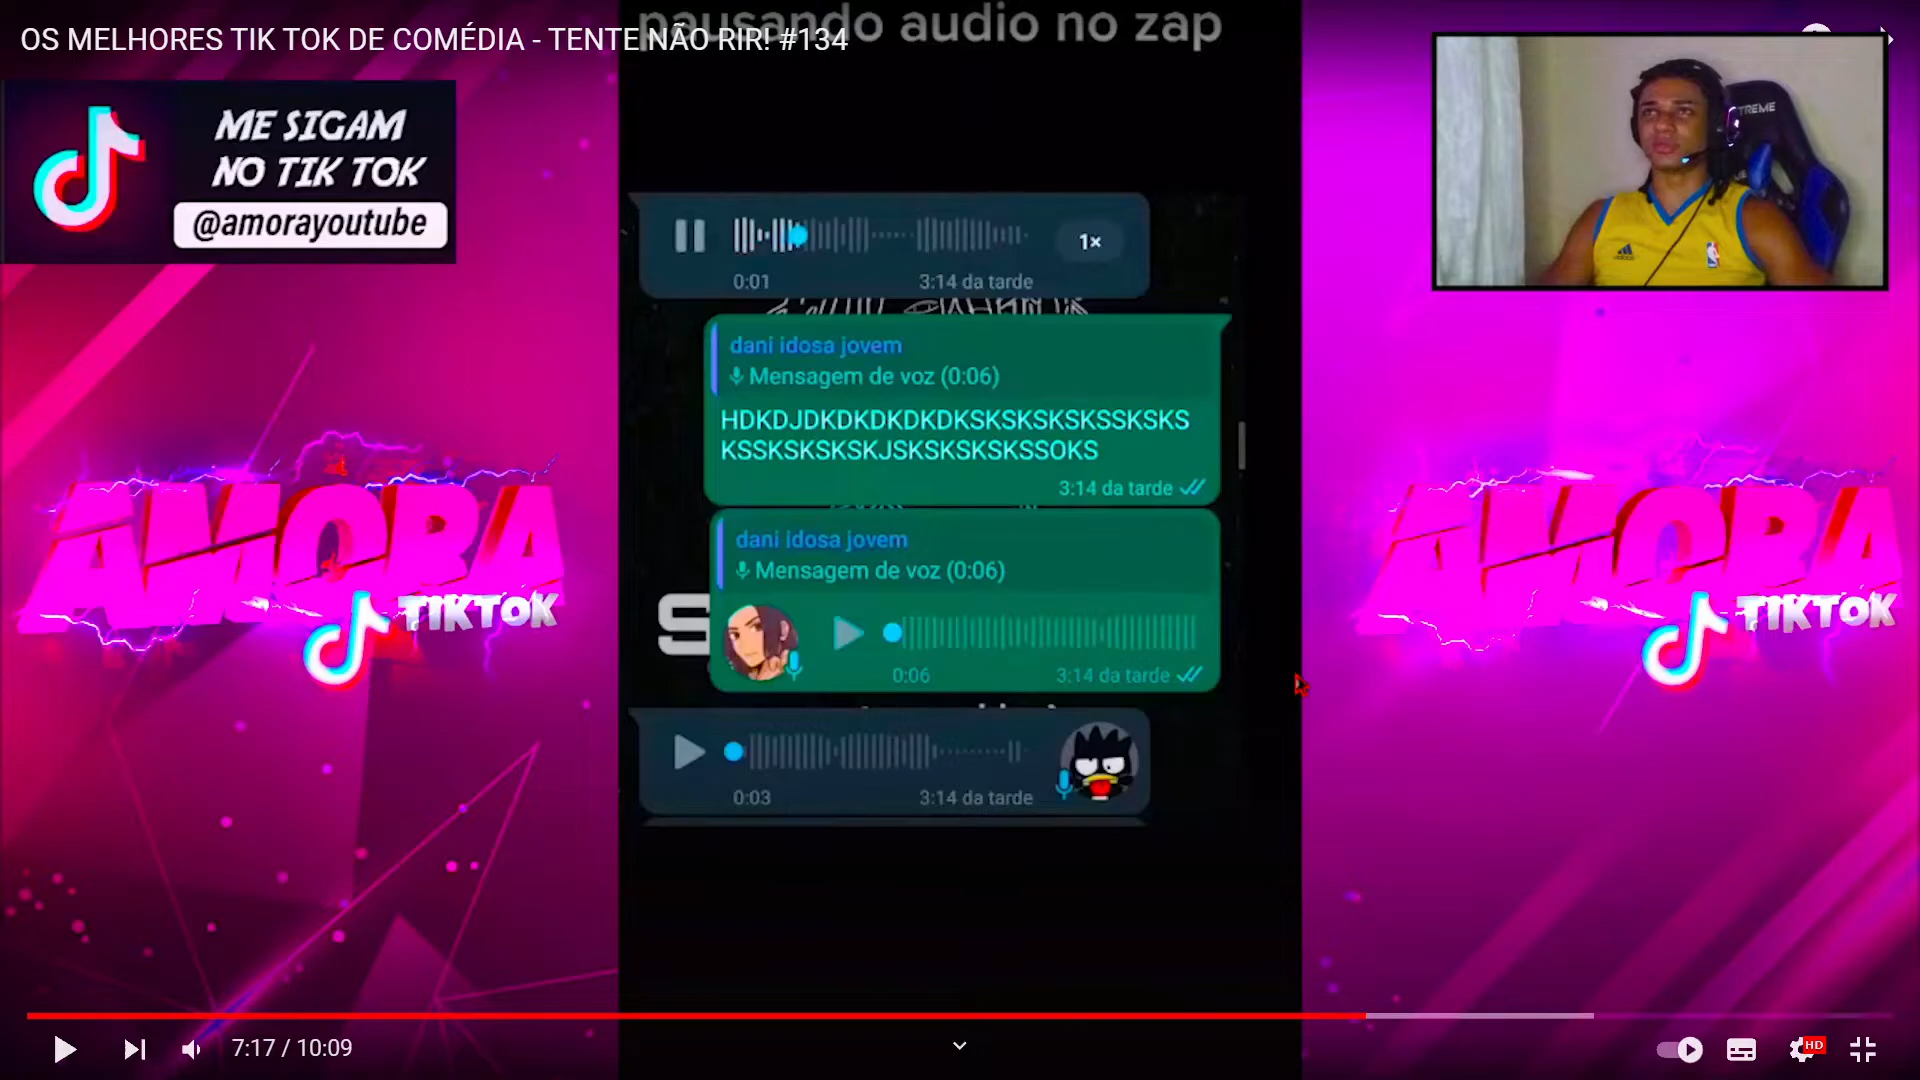 pausando audio no zap
OS MELHORES TIK TOK DE COMÉDIA - TENTE NÃO RIR! #134
ME SIGAM
NO TIK TOK
@amorayoutube
TREME
1×
0:01 3:14 da tarde
dani idosa jovem
Mensagem de voz (0:06)
HDKDJDKDKDKDKDKSKSKSKSKSSKSKS
KSSKSKSKSKJSKSKSKSKSSOKS
3:14 da tarde
dani idosa jovem
Mensagem de voz (0:06)
S
0:06 3:14 da tarde
0:03 3:14 da tarde
AMORA
TIKTOK
AMORA
TIKTOK
7:17 / 10:09
HD